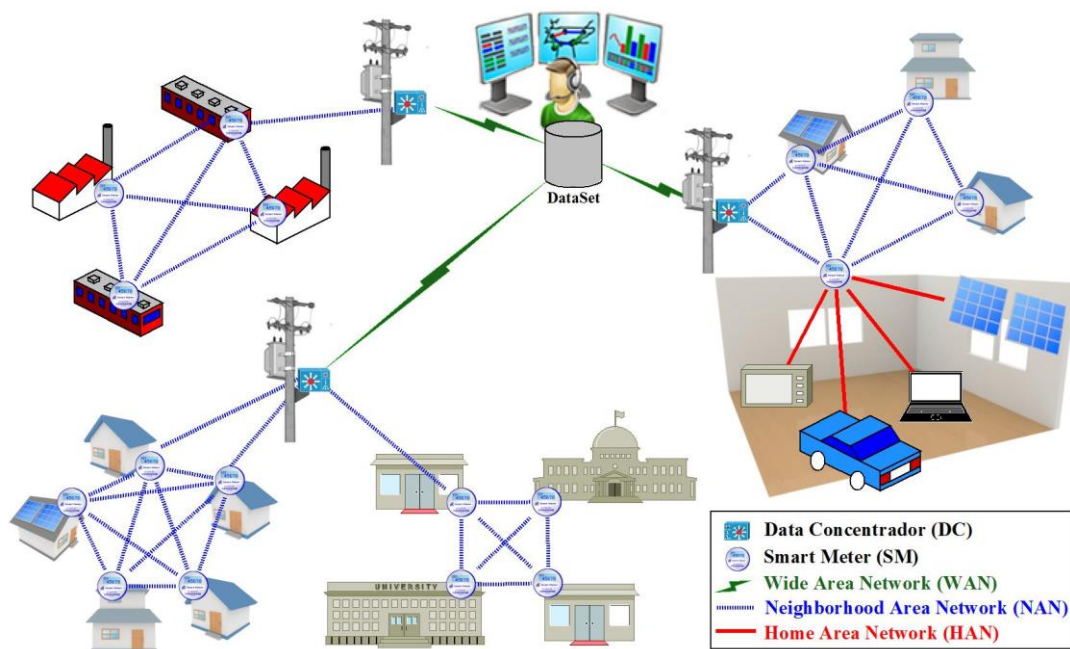 DataSet
UNIVERSITY
Data Concentrador (DC)
Smart Meter (SM)
Wide Area Network (WAN)
Neighborhood Area Network (NAN)
Home Area Network (HAN)